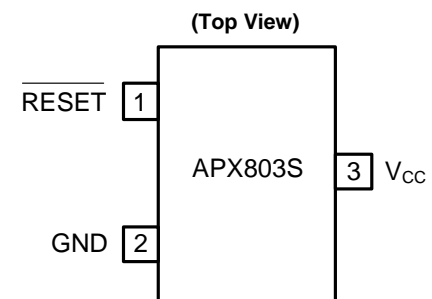 (Top View)
RESET 1
APX803S
3 VCC
GND 2